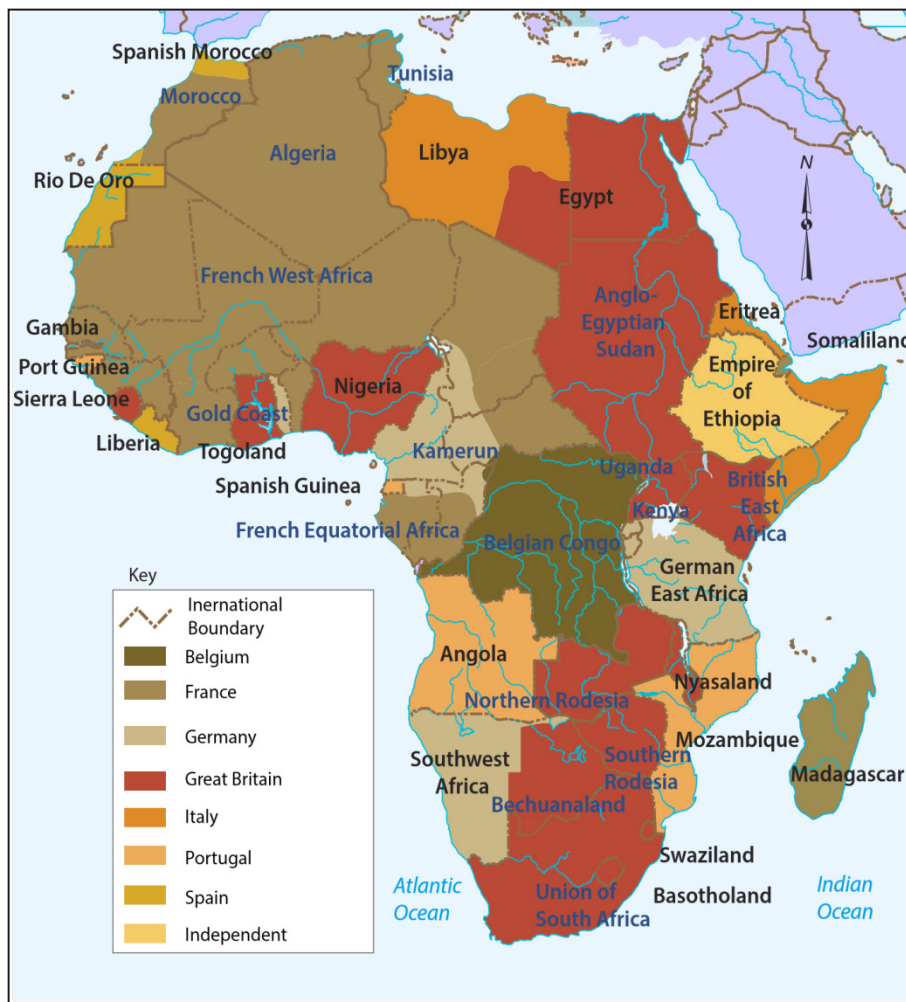 Spanish Morocco
Tunisia
Morocco
Algeria
Libya
Egypt
Rio De Oro
N
French West Africa
Anglo-
Egyptian
Sudan
Eritrea
Somaliland
Gambia
Port Guinea
Sierra Leone
Nigeria
Empire
of
Ethiopia
Gold Coast
Liberia
Togoland
Kamerun
Uganda
British
East
Africa
Spanish Guinea
Kenya
French Equatorial Africa
Belgian Congo
German
East Africa
Key
Inernational
Boundary
Belgium
France
Germany
Great Britain
Italy
Portugal
Spain
Independent
Angola
Nyasaland
Northern Rodesia
Mozambique
Southwest
Africa
Southern
Rodesia
Madagascar
Bechuanaland
Swaziland
Basotholand
Union of
South Africa
Atlantic
Ocean
Indian
Ocean